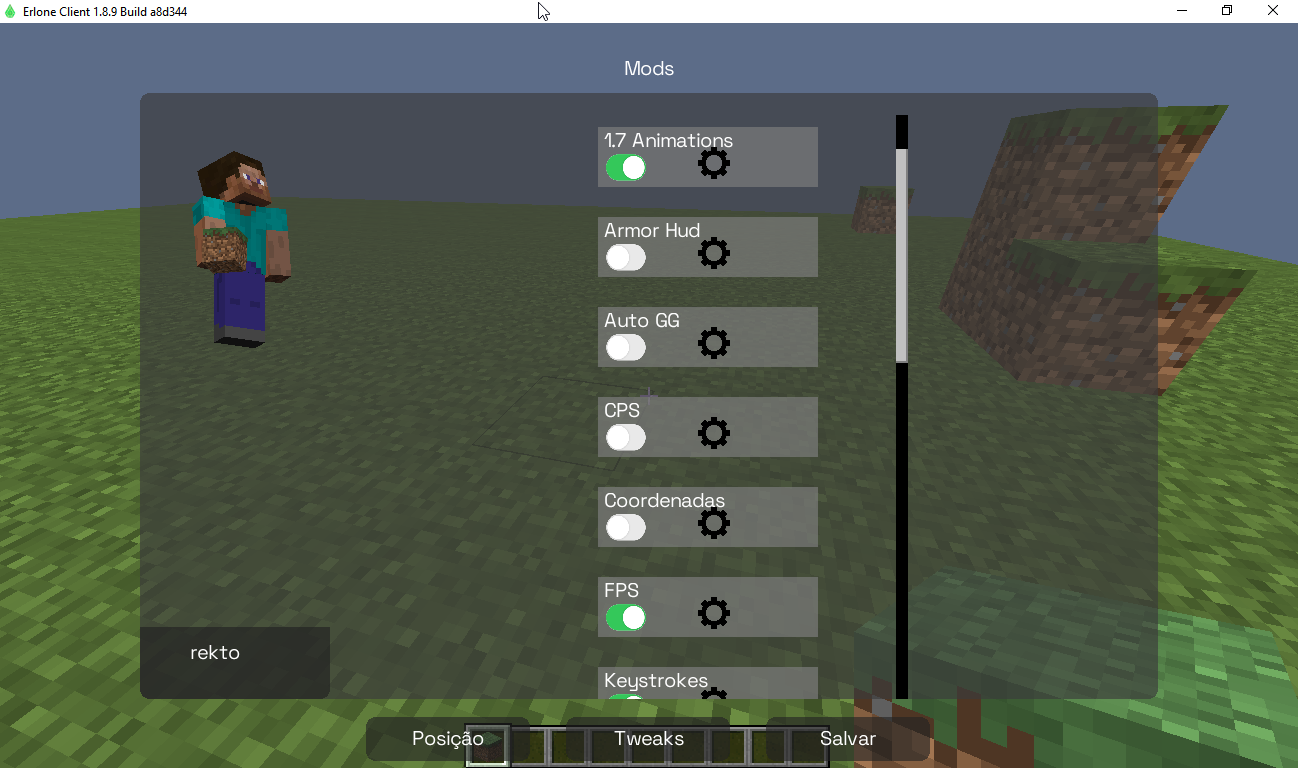 Erlone Client 1.8.9 Build a8d344
Mods
1.7 Animations
Armor Hud
Auto GG
CPS
Coordenadas
FPS
Keystrokes
rekto
Posição
Tweaks
Salvar